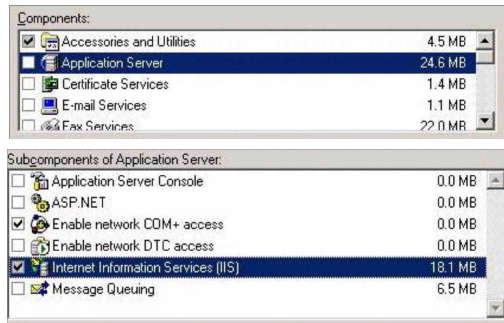 Components:
Accessories and Utilities 4.5 MB
Application Server 24.6 MB
Certificate Services 1.4 MB
E-mail Services 1.1 MB
Fax Services 22.0 MB
Subcomponents of Application Server:
Application Server Console 0.0 MB
ASP.NET 0.0 MB
Enable network COM+ access 0.0 MB
Enable network DTC access 0.0 MB
Internet Information Services (IIS) 18.1 MB
Message Queuing 6.5 MB